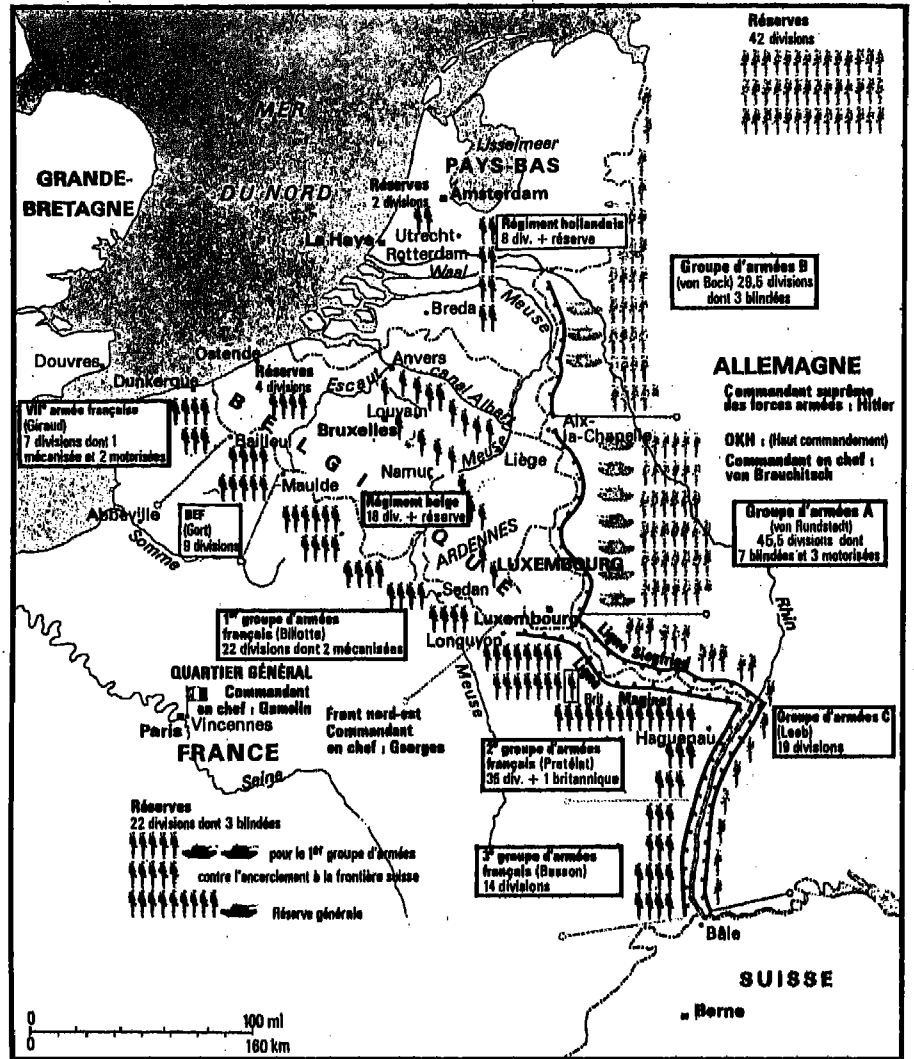 Réserves
42 divisions
MER
DU NORD
GRANDE-
BRETAGNE
IJsselmeer
PAYS-BAS
Amsterdam
Réserves
2 divisions
La Haye
Utrecht
Rotterdam
Waal
Régiment hollandais
8 div. + réserve
Groupe d'armées B
(von Bock) 29,5 divisions
dont 3 blindées
Breda
Meuse
Douvres
Dunkerque
Ostende
Réserves
4 divisions
Anvers
Escaut
canal Albert
ALLEMAGNE
Commandant suprême
des forces armées : Hitler
OKH : (Haut commandement)
Commandant en chef :
von Brauchitsch
VIIe armée française
(Giraud)
7 divisions dont 1
mécanisée et 2 motorisées
Bailleul
Louvain
Bruxelles
BELGIQUE
Aix-
la-Chapelle
Meuse
Liège
Namur
Maulde
Abbeville
Somme
BEF
(Gort)
9 divisions
Régiment belge
18 div. + réserve
ARDENNES
Groupe d'armées A
(von Rundstedt)
45,5 divisions dont
7 blindées et 3 motorisées
LUXEMBOURG
Sedan
Rhin
Luxembourg
Longuyon
Ligne Siegfried
1er groupe d'armées
français (Billotte)
22 divisions dont 2 mécanisées
QUARTIER GÉNÉRAL
Commandant
en chef : Gamelin
Paris
Vincennes
FRANCE
Seine
Meuse
Front nord-est
Commandant
en chef : Georges
Ligne Maginot
Brit
Haguenau
Groupe d'armées C
(Leeb)
19 divisions
2e groupe d'armées
français (Prételat)
35 div. + 1 britannique
Réserves
22 divisions dont 3 blindées
pour le 1er groupe d'armées
contre l'encerclement à la frontière suisse
Réserve générale
3e groupe d'armées
français (Besson)
14 divisions
Bâle
SUISSE
Berne
0 100 ml
0 160 km